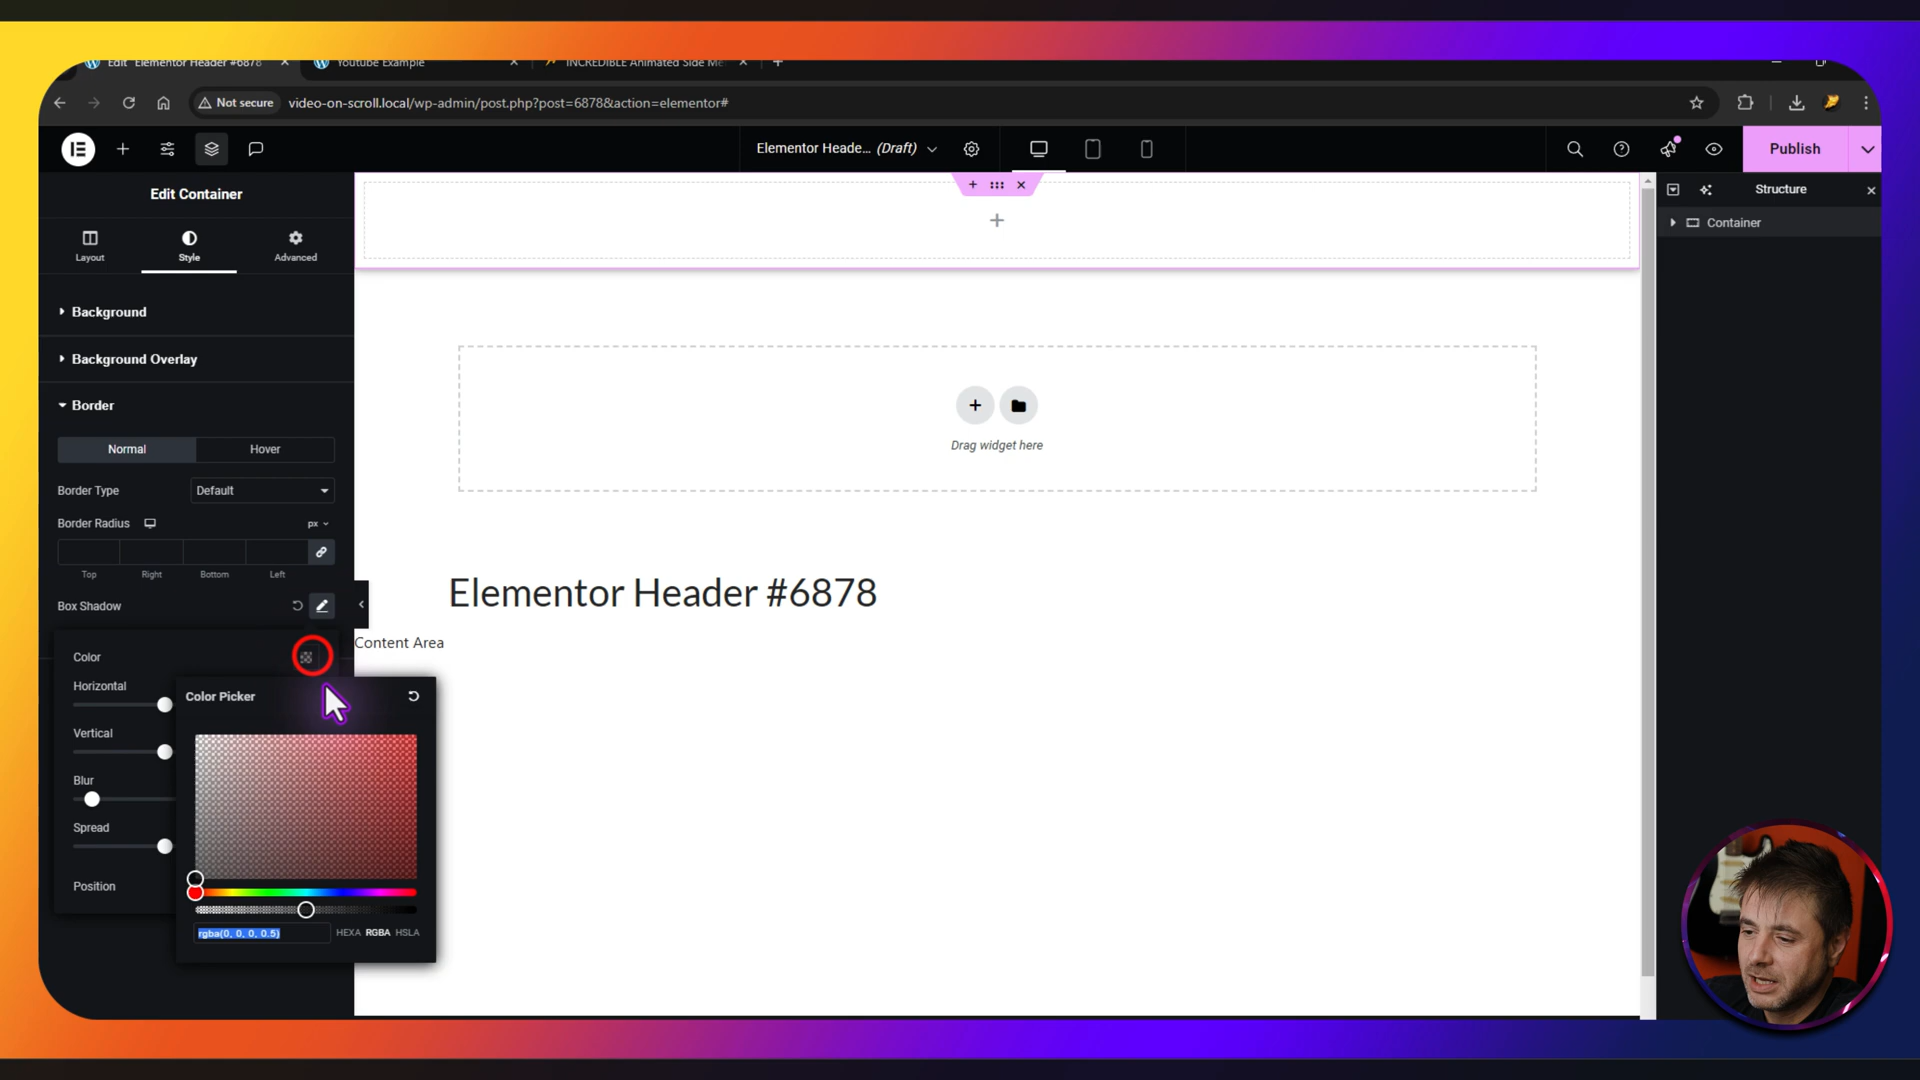 Edit "Elementor Header #6878"
Youtube Example
INCREDIBLE Animated Side Me
Not secure
video-on-scroll.local/wp-admin/post.php?post=6878&action=elementor#
Elementor Heade... (Draft)
Publish
Edit Container
Structure
Layout
Style
Advanced
Container
Background
Background Overlay
Border
Normal
Hover
Drag widget here
Border Type
Default
Border Radius
px
Top
Right
Bottom
Left
Elementor Header #6878
Box Shadow
Content Area
Color
Horizontal
Color Picker
Vertical
Blur
Spread
Position
rgba(0, 0, 0, 0.5)
HEXA
RGBA
HSLA